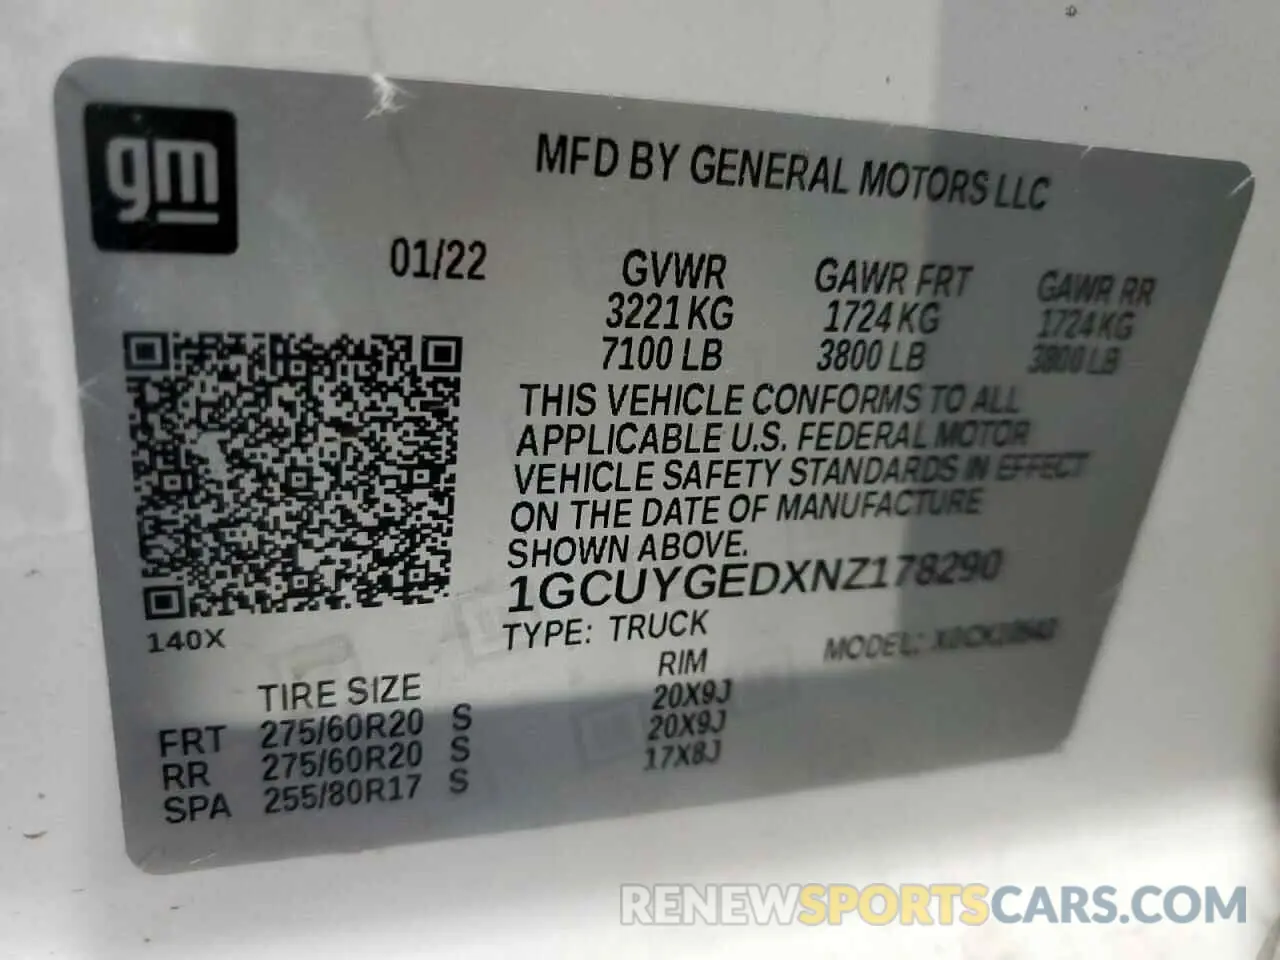 gm
MFD BY GENERAL MOTORS LLC
01/22 GVWR GAWR FRT GAWR RR
3221 KG 1724 KG 1724 KG
7100 LB 3800 LB 3800 LB
THIS VEHICLE CONFORMS TO ALL
APPLICABLE U.S. FEDERAL MOTOR
VEHICLE SAFETY STANDARDS IN EFFECT
ON THE DATE OF MANUFACTURE
SHOWN ABOVE.
1GCUYGEDXNZ178290
140X TYPE: TRUCK MODEL:
TIRE SIZE RIM
FRT 275/60R20 S 20X9J
RR 275/60R20 S 20X9J
SPA 255/80R17 S 17X8J
RENEWSPORTSCARS.COM